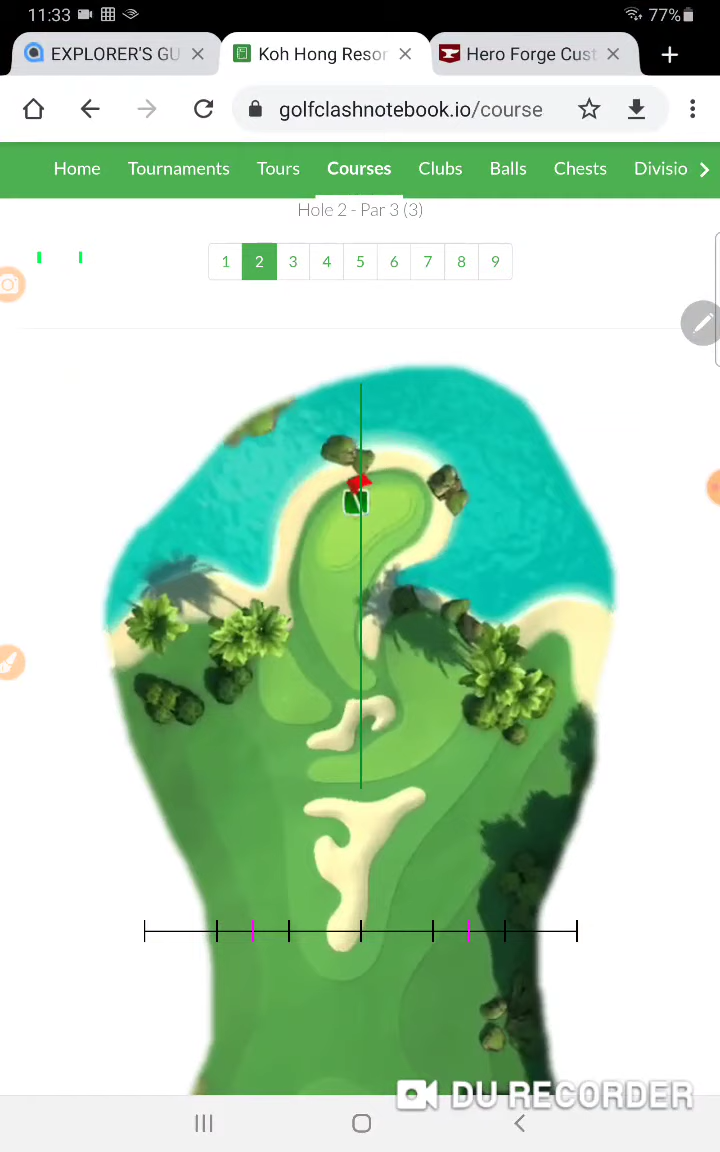 11:33 77%
EXPLORER'S GU Koh Hong Resor Hero Forge Cust
golfclashnotebook.io/course
Home Tournaments Tours Courses Clubs Balls Chests Divisio
Hole 2 - Par 3 (3)
1 2 3 4 5 6 7 8 9
DU RECORDER